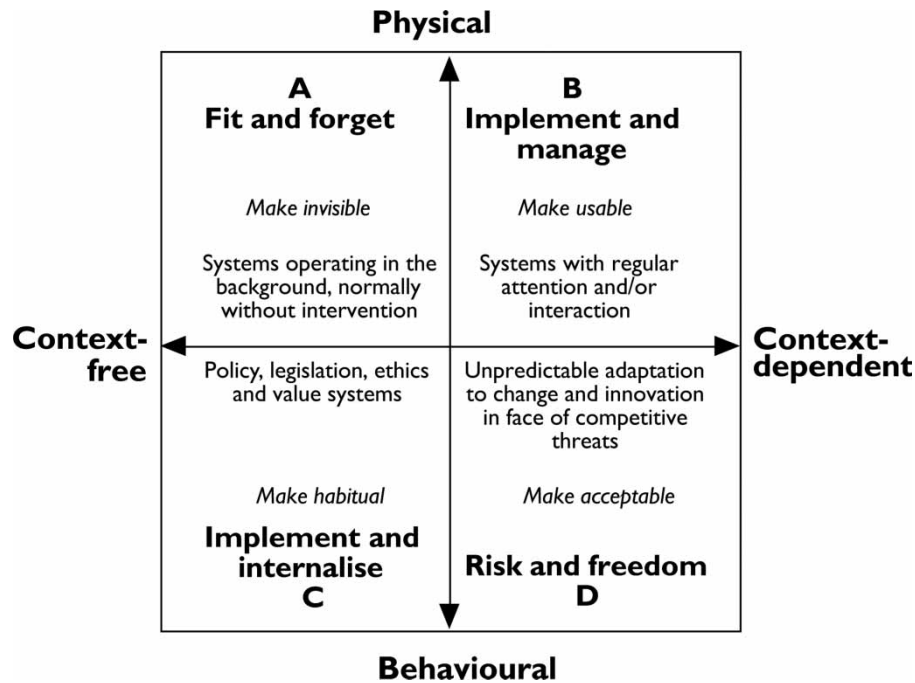 Physical
A
Fit and forget
Make invisible
Systems operating in the
background, normally
without intervention
B
Implement and
manage
Make usable
Systems with regular
attention and/or
interaction
Context-
free
Context-
dependent
Policy, legislation, ethics
and value systems
Make habitual
Implement and
internalise
C
Unpredictable adaptation
to change and innovation
in face of competitive
threats
Make acceptable
Risk and freedom
D
Behavioural